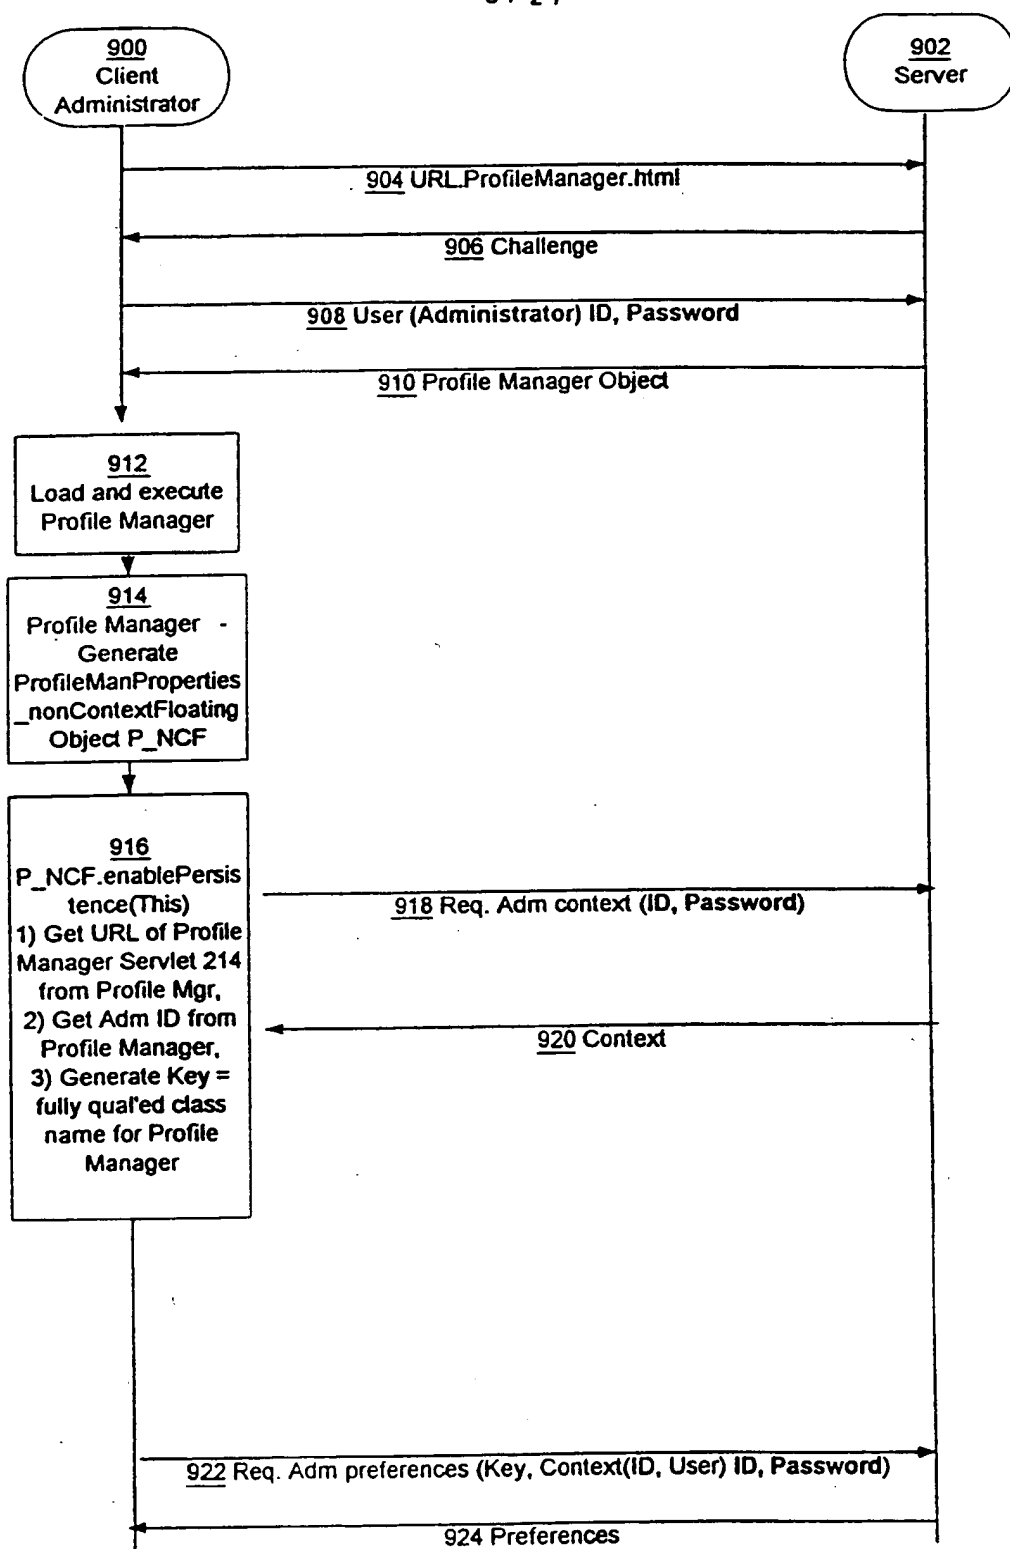 900
Client
Administrator
902
Server
904 URL.ProfileManager.html
906 Challenge
908 User (Administrator) ID, Password
910 Profile Manager Object
912
Load and execute
Profile Manager
914
Profile Manager -
Generate
ProfileManProperties
_nonContextFloating
Object P_NCF
916
P_NCF.enablePersis
tence(This)
1) Get URL of Profile
Manager Servlet 214
from Profile Mgr,
2) Get Adm ID from
Profile Manager,
3) Generate Key =
fully qual'ed class
name for Profile
Manager
918 Req. Adm context (ID, Password)
920 Context
922 Req. Adm preferences (Key, Context(ID, User) ID, Password)
924 Preferences